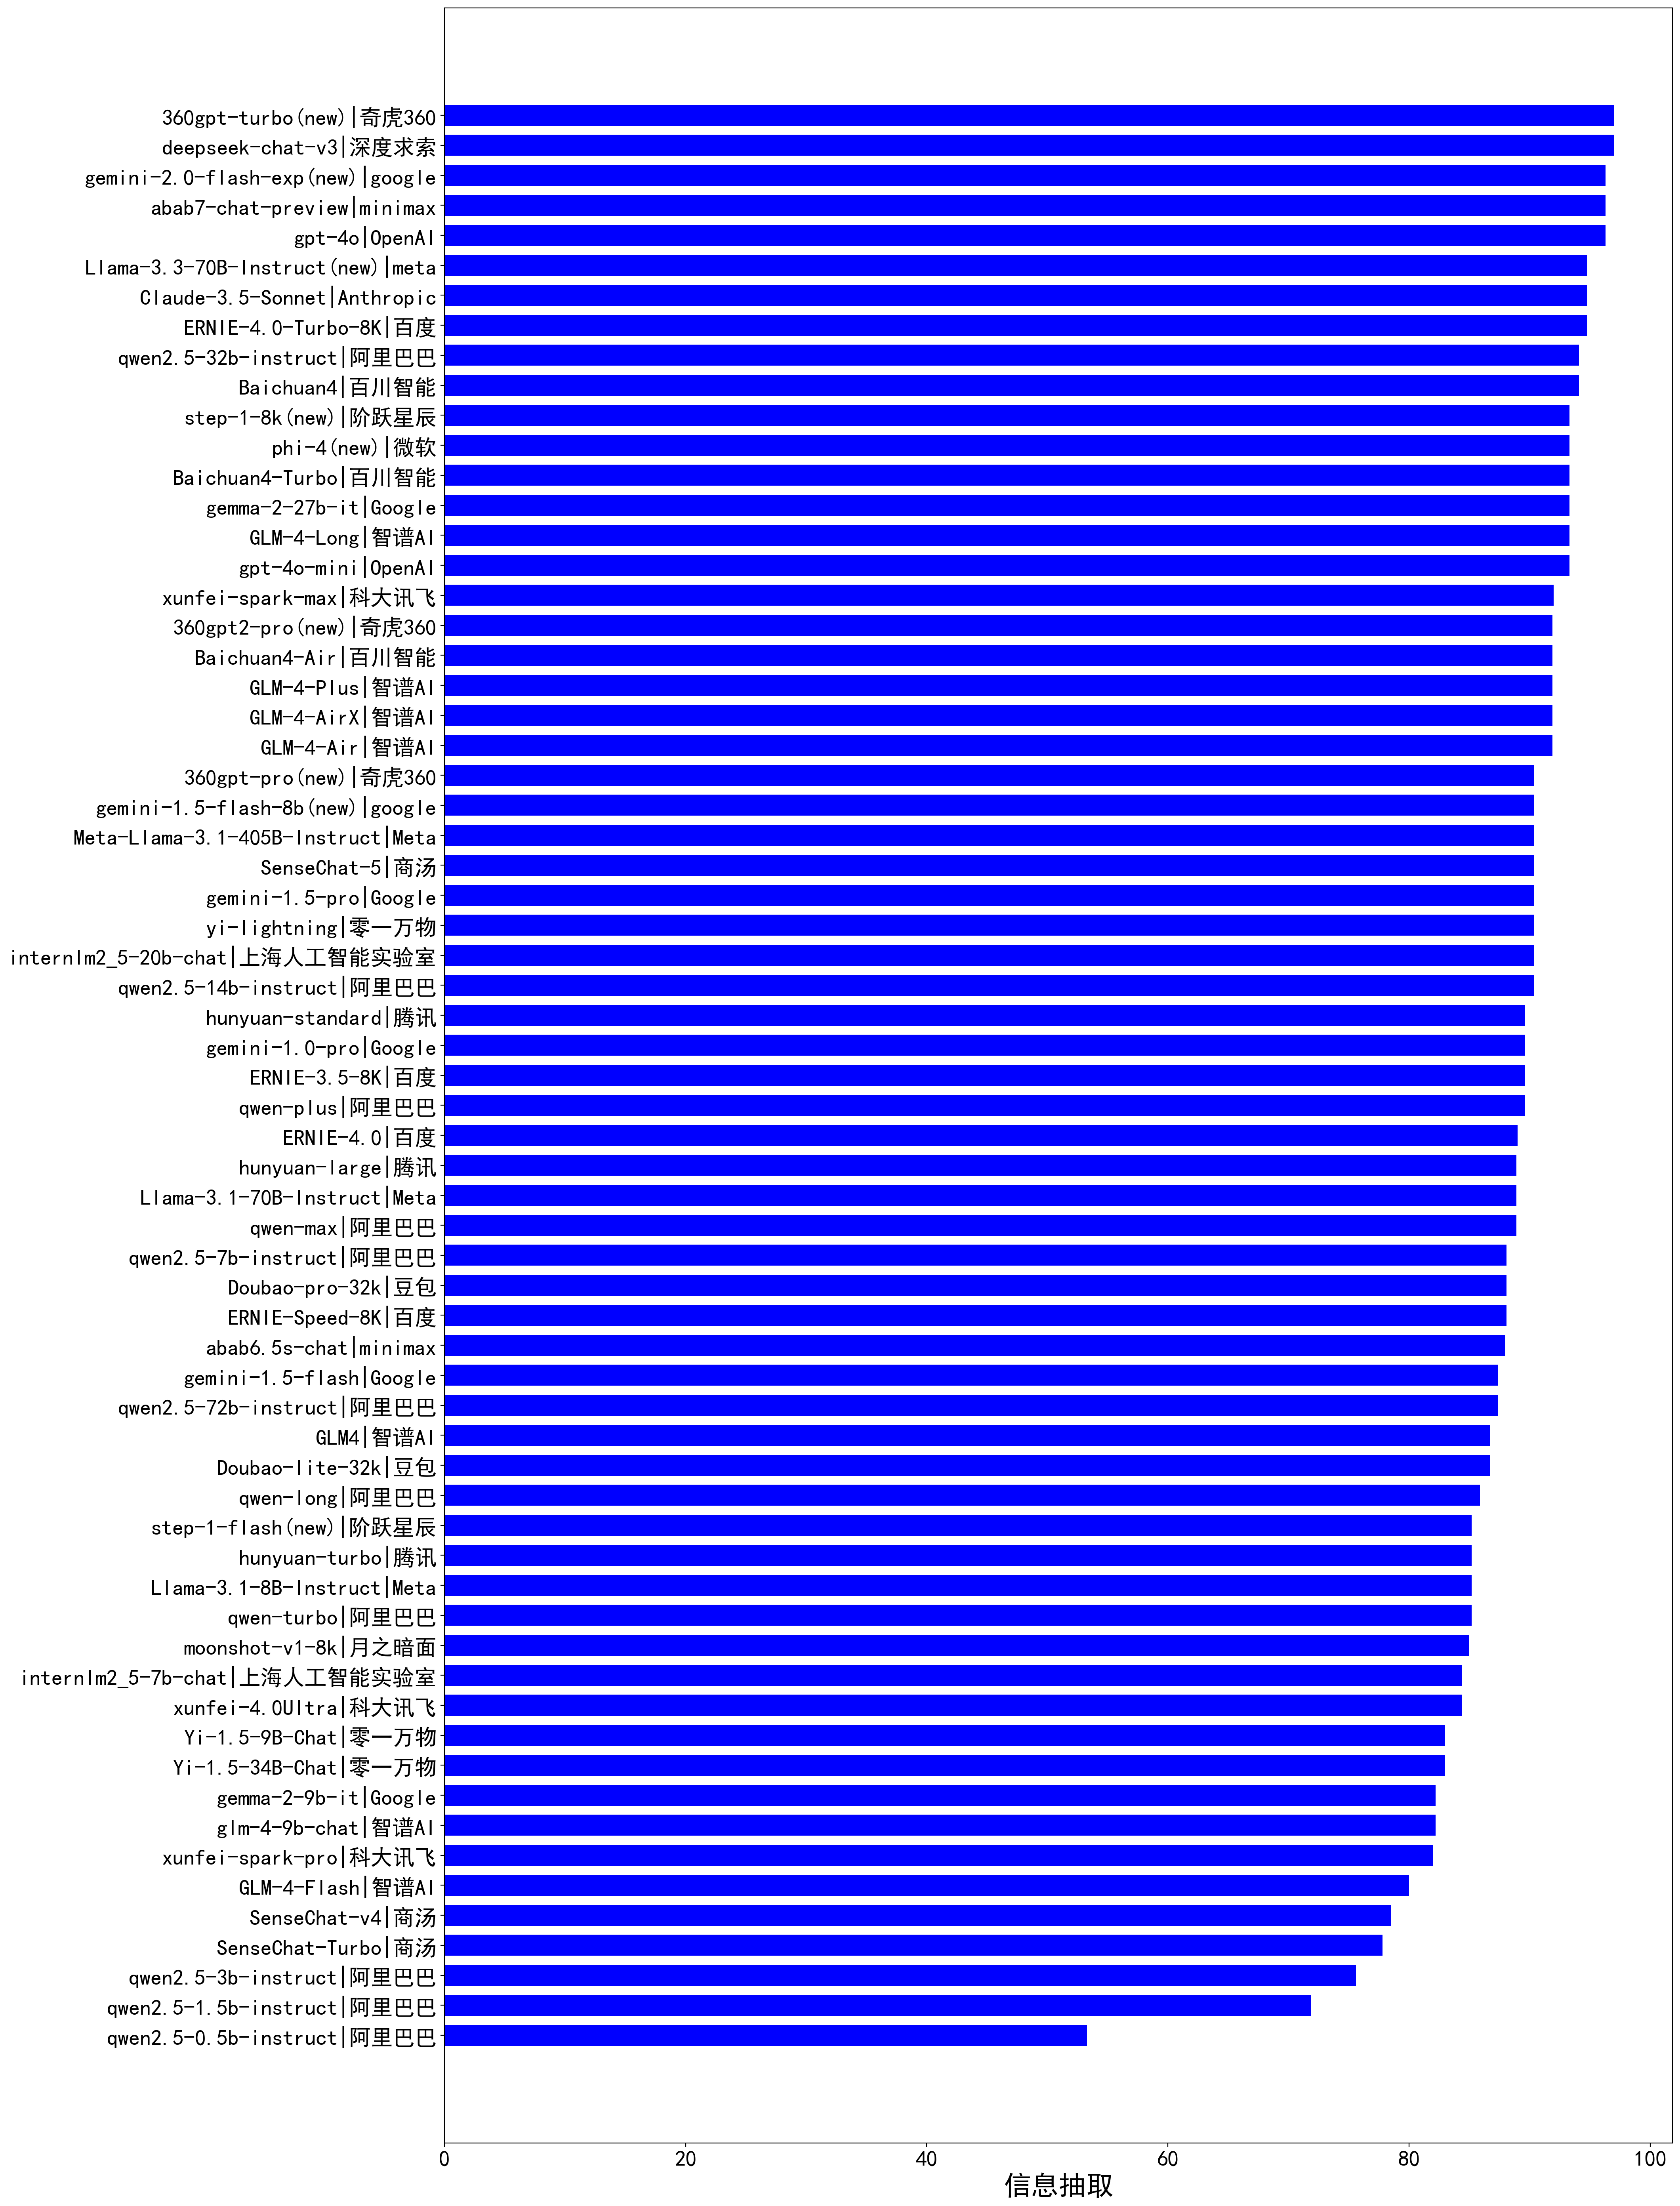 360gpt-turbo(new)|奇虎360
deepseek-chat-v3|深度求索
gemini-2.0-flash-exp(new)|google
abab7-chat-preview|minimax
gpt-4o|OpenAI
Llama-3.3-70B-Instruct(new)|meta
Claude-3.5-Sonnet|Anthropic
ERNIE-4.0-Turbo-8K|百度
qwen2.5-32b-instruct|阿里巴巴
Baichuan4|百川智能
step-1-8k(new)|阶跃星辰
phi-4(new)|微软
Baichuan4-Turbo|百川智能
gemma-2-27b-it|Google
GLM-4-Long|智谱AI
gpt-4o-mini|OpenAI
xunfei-spark-max|科大讯飞
360gpt2-pro(new)|奇虎360
Baichuan4-Air|百川智能
GLM-4-Plus|智谱AI
GLM-4-AirX|智谱AI
GLM-4-Air|智谱AI
360gpt-pro(new)|奇虎360
gemini-1.5-flash-8b(new)|google
Meta-Llama-3.1-405B-Instruct|Meta
SenseChat-5|商汤
gemini-1.5-pro|Google
yi-lightning|零一万物
internlm2_5-20b-chat|上海人工智能实验室
qwen2.5-14b-instruct|阿里巴巴
hunyuan-standard|腾讯
gemini-1.0-pro|Google
ERNIE-3.5-8K|百度
qwen-plus|阿里巴巴
ERNIE-4.0|百度
hunyuan-large|腾讯
Llama-3.1-70B-Instruct|Meta
qwen-max|阿里巴巴
qwen2.5-7b-instruct|阿里巴巴
Doubao-pro-32k|豆包
ERNIE-Speed-8K|百度
abab6.5s-chat|minimax
gemini-1.5-flash|Google
qwen2.5-72b-instruct|阿里巴巴
GLM4|智谱AI
Doubao-lite-32k|豆包
qwen-long|阿里巴巴
step-1-flash(new)|阶跃星辰
hunyuan-turbo|腾讯
Llama-3.1-8B-Instruct|Meta
qwen-turbo|阿里巴巴
moonshot-v1-8k|月之暗面
internlm2_5-7b-chat|上海人工智能实验室
xunfei-4.0Ultra|科大讯飞
Yi-1.5-9B-Chat|零一万物
Yi-1.5-34B-Chat|零一万物
gemma-2-9b-it|Google
glm-4-9b-chat|智谱AI
xunfei-spark-pro|科大讯飞
GLM-4-Flash|智谱AI
SenseChat-v4|商汤
SenseChat-Turbo|商汤
qwen2.5-3b-instruct|阿里巴巴
qwen2.5-1.5b-instruct|阿里巴巴
qwen2.5-0.5b-instruct|阿里巴巴
0 20 40 60 80 100
信息抽取